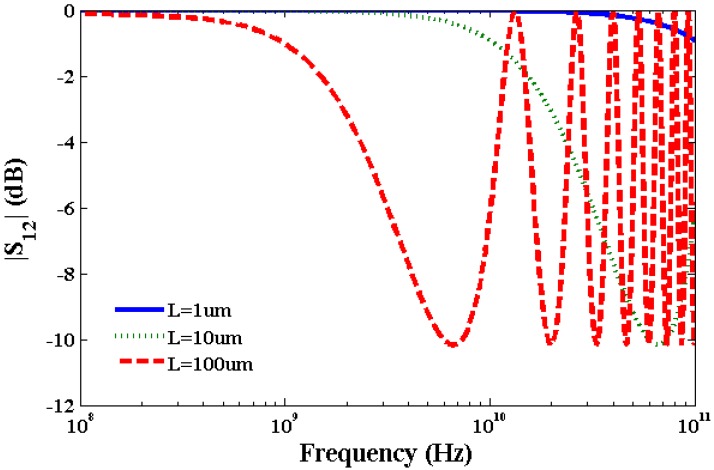 0
-2
-4
-6
-8
-10
-12
|S12| (dB)
L=1um
L=10um
L=100um
10^8
10^9
10^10
10^11
Frequency (Hz)